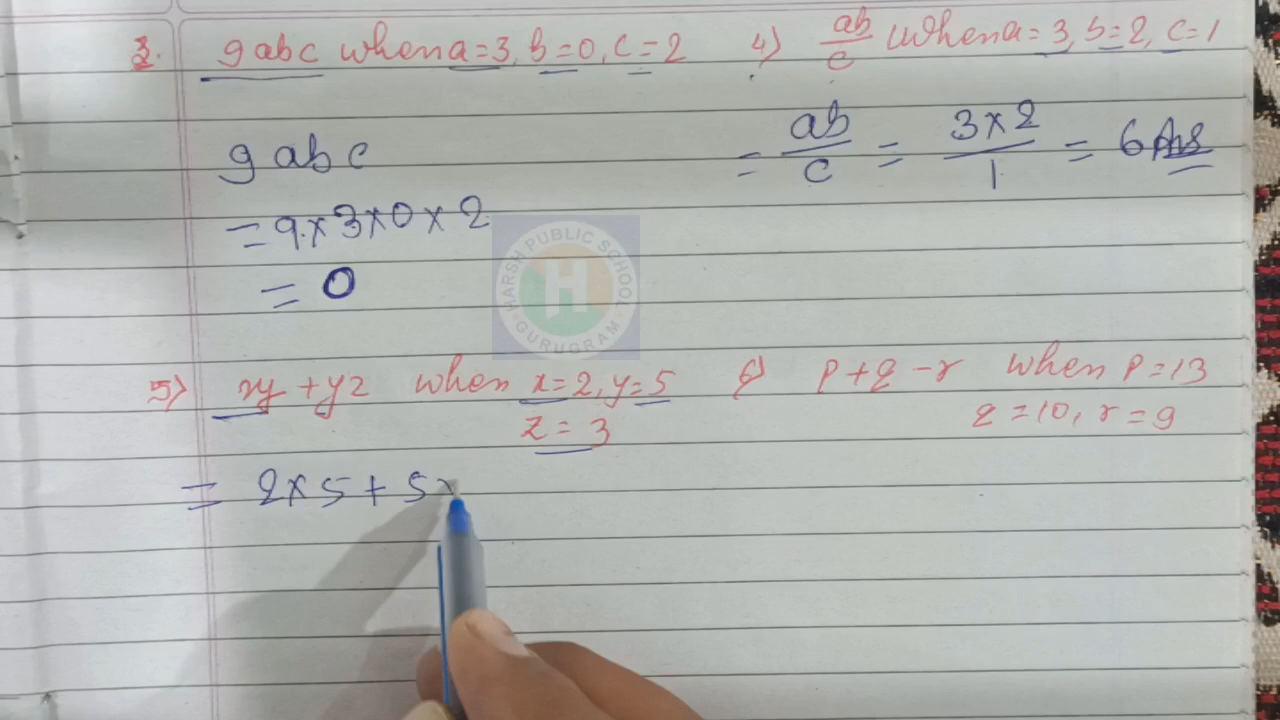 3. 9abc when a=3, b=0, c=2
9abc
=9×3×0×2
= 0
4) ab/c when a=3, b=2, c=1
= ab/c = 3×2/1 = 6 Ans
HARSH PUBLIC SCHOOL
H
GURUGRAM
5) xy + yz when x=2, y=5
z = 3
= 2×5+5×
6) p+q-r when p=13
q=10, r=9